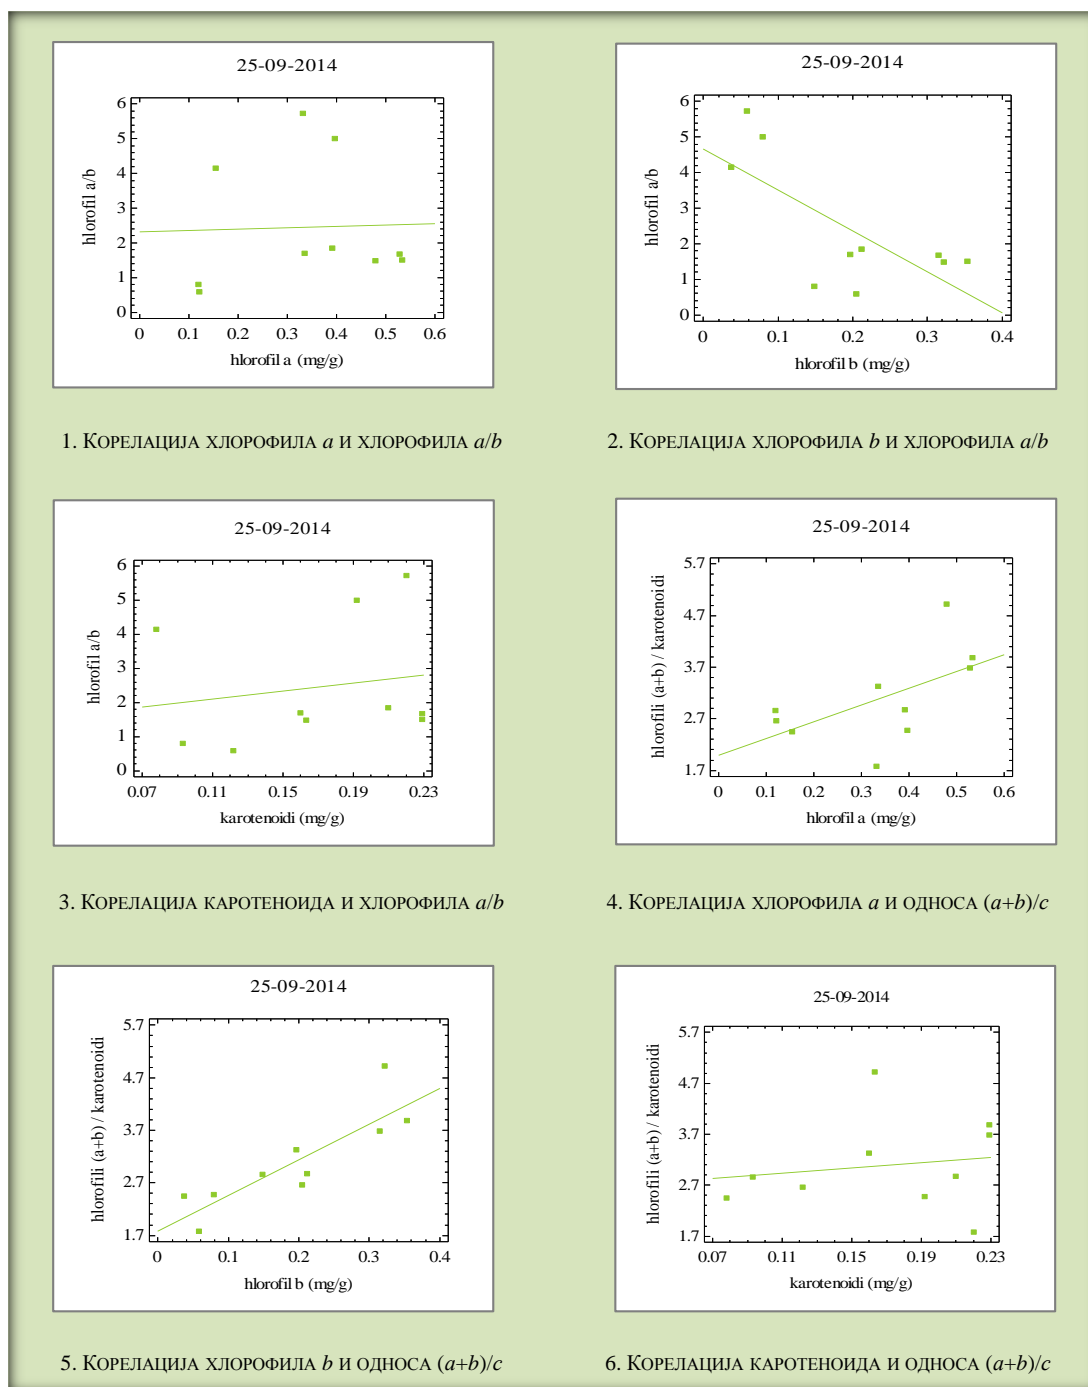 25-09-2014
hlorofil a/b
6
5
4
3
2
1
0
0 0.1 0.2 0.3 0.4 0.5 0.6
hlorofil a (mg/g)
1. КОРЕЛАЦИЈА ХЛОРОФИЛА a И ХЛОРОФИЛА a/b
25-09-2014
hlorofil a/b
6
5
4
3
2
1
0
0 0.1 0.2 0.3 0.4
hlorofil b (mg/g)
2. КОРЕЛАЦИЈА ХЛОРОФИЛА b И ХЛОРОФИЛА a/b
25-09-2014
hlorofil a/b
6
5
4
3
2
1
0
0.07 0.11 0.15 0.19 0.23
karotenoidi (mg/g)
3. КОРЕЛАЦИЈА КАРОТЕНОИДА И ХЛОРОФИЛА a/b
25-09-2014
hlorofili (a+b) / karotenoidi
5.7
4.7
3.7
2.7
1.7
0 0.1 0.2 0.3 0.4 0.5 0.6
hlorofil a (mg/g)
4. КОРЕЛАЦИЈА ХЛОРОФИЛА a И ОДНОСА (a+b)/c
25-09-2014
hlorofili (a+b) / karotenoidi
5.7
4.7
3.7
2.7
1.7
0 0.1 0.2 0.3 0.4
hlorofil b (mg/g)
5. КОРЕЛАЦИЈА ХЛОРОФИЛА b И ОДНОСА (a+b)/c
25-09-2014
hlorofili (a+b) / karotenoidi
5.7
4.7
3.7
2.7
1.7
0.07 0.11 0.15 0.19 0.23
karotenoidi (mg/g)
6. КОРЕЛАЦИЈА КАРОТЕНОИДА И ОДНОСА (a+b)/c